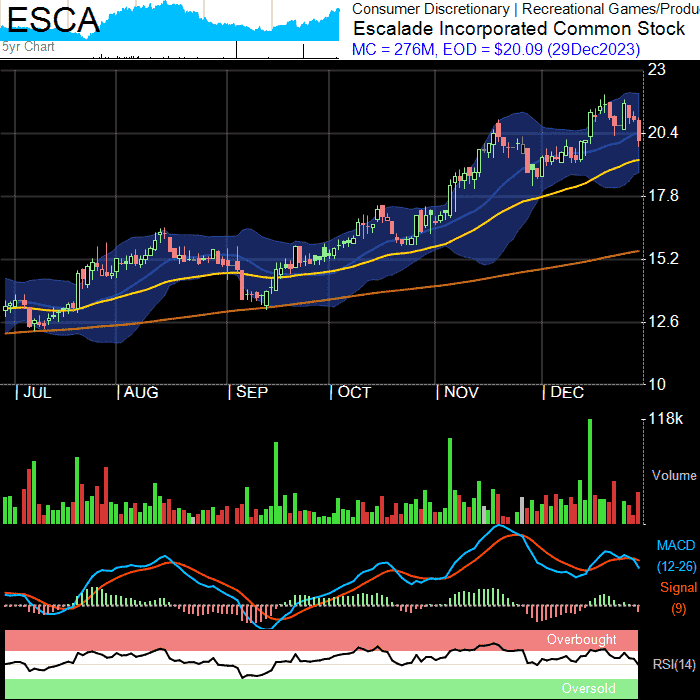 ESCA
5yr Chart
Consumer Discretionary | Recreational Games/Produ
Escalade Incorporated Common Stock
MC = 276M, EOD = $20.09 (29Dec2023)
23
20.4
17.8
15.2
12.6
10
| JUL | AUG | SEP | OCT | NOV | DEC
118k
Volume
MACD
(12-26)
Signal
(9)
Overbought
RSI(14)
Oversold